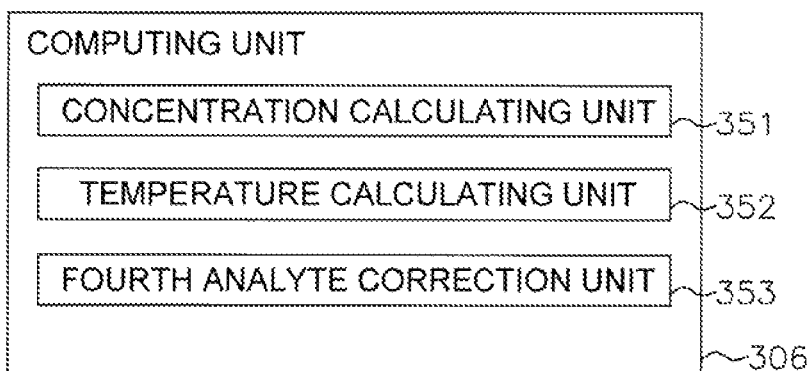 COMPUTING UNIT
CONCENTRATION CALCULATING UNIT 351
TEMPERATURE CALCULATING UNIT 352
FOURTH ANALYTE CORRECTION UNIT 353
306